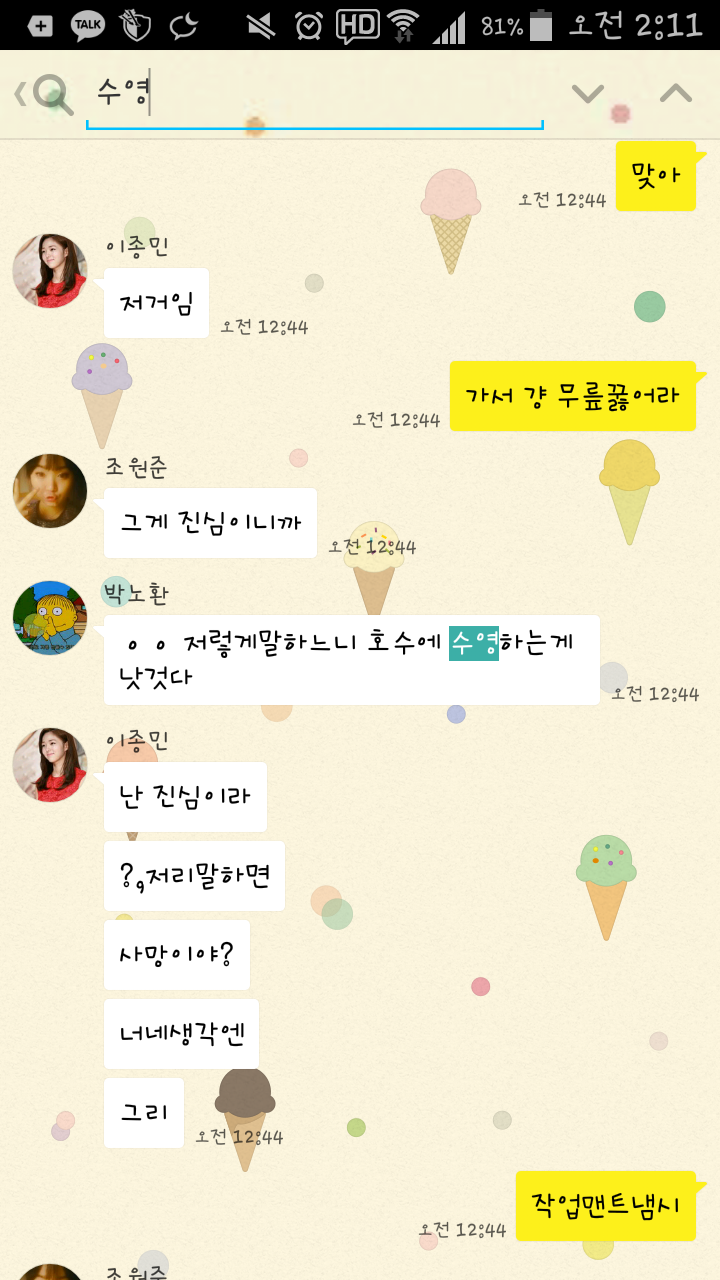 TALK HD 81% 오전 2:11
수영
맞아
오전 12:44
이종민
저거임
오전 12:44
가서 걍 무릎꿇어라
오전 12:44
조원준
그게 진심이니까
오전 12:44
박노환
ㅇ ㅇ 저렇게말하느니 호수에 수영하는게
낫겄다
오전 12:44
이종민
난 진심이라
?,저리말하면
사망이야?
너네생각엔
그리
오전 12:44
작업맨트냄시
오전 12:44
조원준